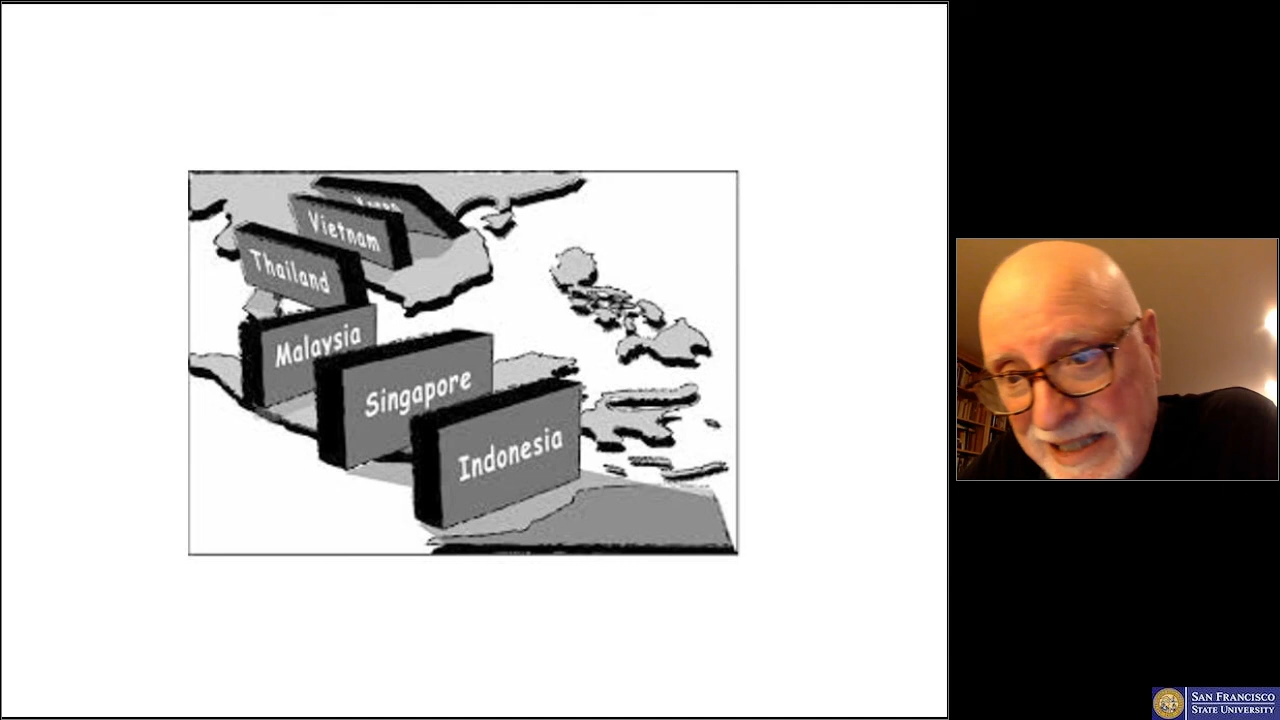 Vietnam
Thailand
Malaysia
Singapore
Indonesia
SAN FRANCISCO
STATE UNIVERSITY